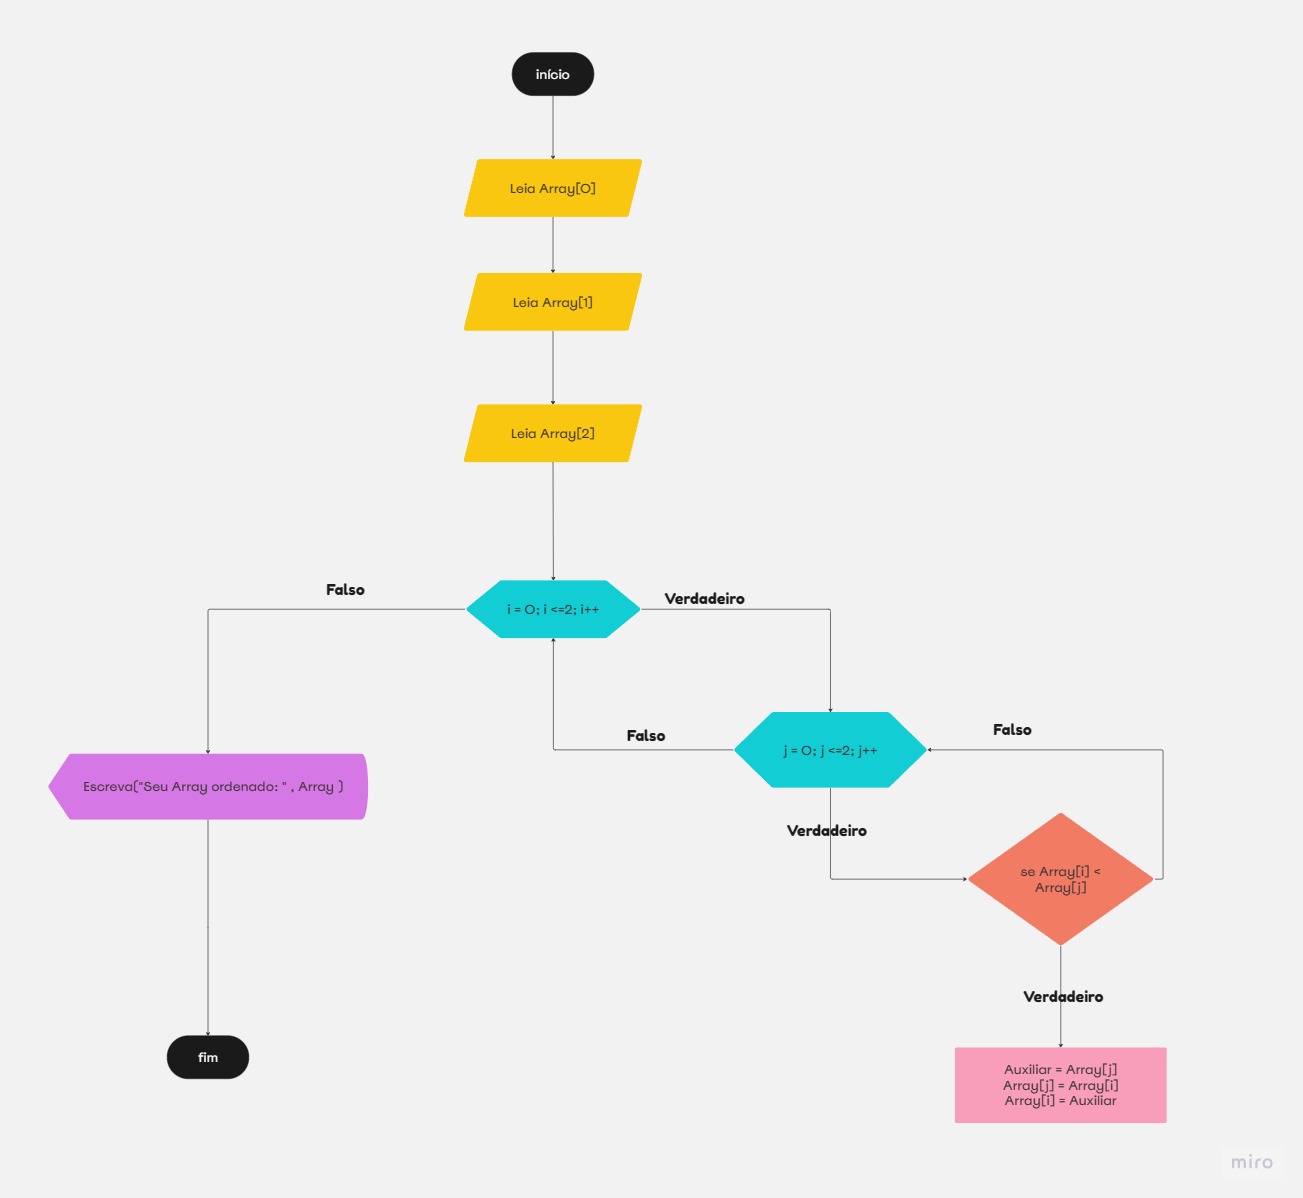 início
Leia Array[0]
Leia Array[1]
Leia Array[2]
Falso
i = 0; i <=2; i++
Verdadeiro
Falso
j = 0; j <=2; j++
Falso
Escreva("Seu Array ordenado: " , Array )
Verdadeiro
se Array[i] <
Array[j]
Verdadeiro
fim
Auxiliar = Array[j]
Array[j] = Array[i]
Array[i] = Auxiliar
miro